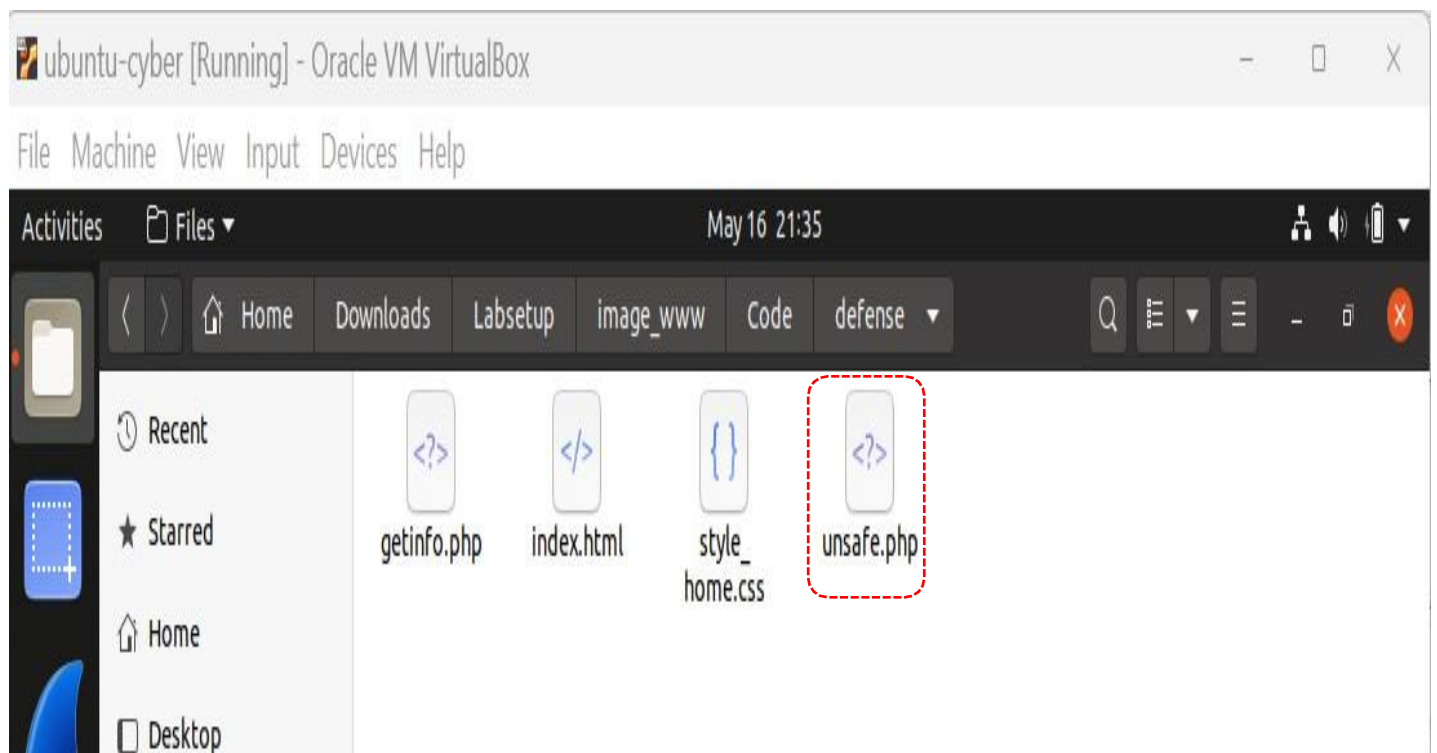 ubuntu-cyber [Running] - Oracle VM VirtualBox
File Machine View Input Devices Help
Activities Files May 16 21:35
Home Downloads Labsetup image_www Code defense
Recent
Starred
Home
Desktop
<?> </> { } <?>
getinfo.php index.html style_ unsafe.php
home.css